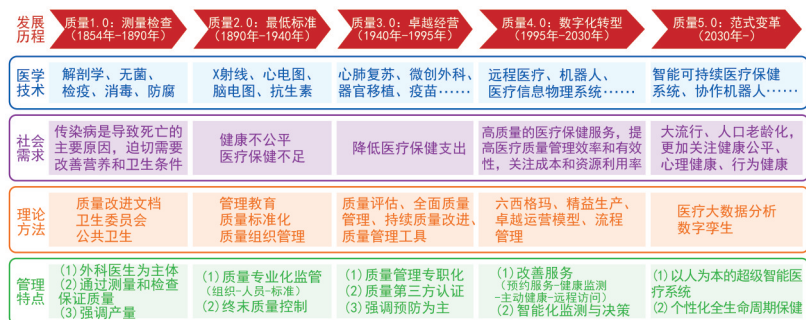 发展
历程
质量1.0：测量检查
（1854年-1890年）
质量2.0：最低标准
（1890年-1940年）
质量3.0：卓越经营
（1940年-1995年）
质量4.0：数字化转型
（1995年-2030年）
质量5.0：范式变革
（2030年-）
医学
技术
解剖学、无菌、
检疫、消毒、防腐
X射线、心电图、
脑电图、抗生素
心肺复苏、微创外科、
器官移植、疫苗……
远程医疗、机器人、
医疗信息物理系统……
智能可持续医疗保健
系统、协作机器人……
社会
需求
传染病是导致死亡的
主要原因，迫切需要
改善营养和卫生条件
健康不公平
医疗保健不足
降低医疗保健支出
高质量的医疗保健服务，提
高医疗质量管理效率和有效
性，关注成本和资源利用率
大流行、人口老龄化，
更加关注健康公平、
心理健康、行为健康
理论
方法
质量改进文档
卫生委员会
公共卫生
管理教育
质量标准化
质量组织管理
质量评估、全面质量
管理、持续质量改进、
质量管理工具
六西格玛、精益生产、
卓越运营模型、流程
管理
医疗大数据分析
数字孪生
管理
特点
（1）外科医生为主体
（2）通过测量和检查
保证质量
（3）强调产量
（1）质量专业化监管
（组织-人员-标准）
（2）终末质量控制
（1）质量管理专职化
（2）质量第三方认证
（3）强调预防为主
（1）改善服务
（预约服务-健康监测
-主动健康-远程访问）
（2）智能化监测与决策
（1）以人为本的超级智能医
疗系统
（2）个性化全生命周期保健